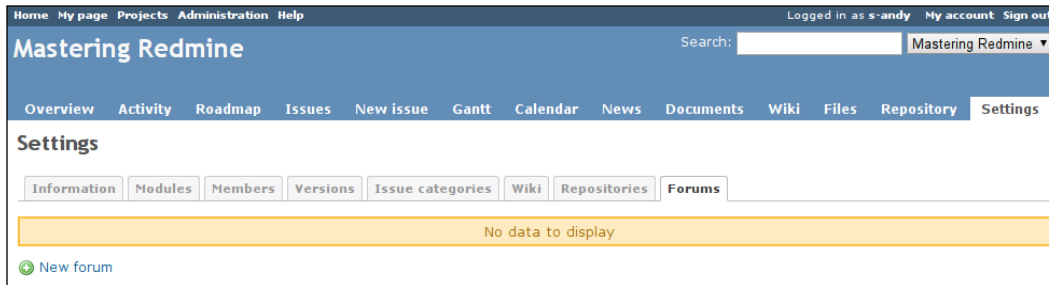 Home My page Projects Administration Help Logged in as s-andy My account Sign out
Mastering Redmine Search: Mastering Redmine
Overview Activity Roadmap Issues New issue Gantt Calendar News Documents Wiki Files Repository Settings
Settings
Information Modules Members Versions Issue categories Wiki Repositories Forums
No data to display
New forum